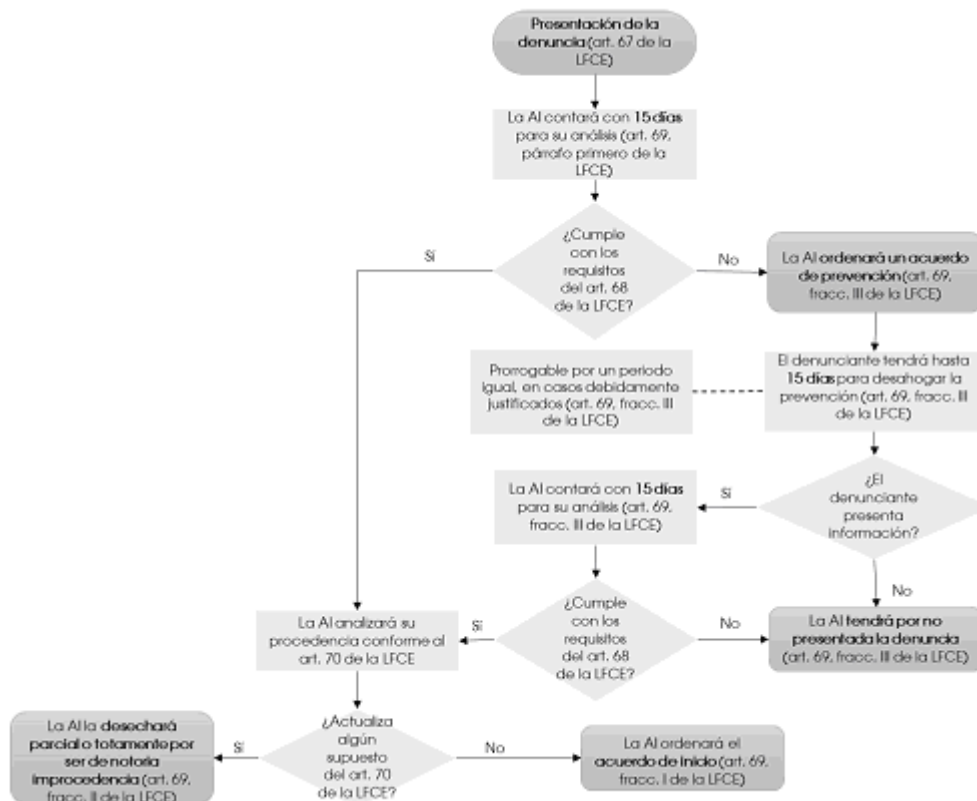 Presentación de la
denuncia (art. 67 de la
LFCE)
La AI contará con 15 días
para su análisis (art. 69,
párrafo primero de la
LFCE)
¿Cumple
con los
requisitos
del art. 68
de la LFCE?
Sí
No
La AI ordenará un acuerdo
de prevención (art. 69,
fracc. III de la LFCE)
Prorrogable por un periodo
igual, en casos debidamente
justificados (art. 69, fracc. III
de la LFCE)
El denunciante tendrá hasta
15 días para desahogar la
prevención (art. 69, fracc. III
de la LFCE)
¿El
denunciante
presenta
información?
Sí
No
La AI contará con 15 días
para su análisis (art. 69,
fracc. III de la LFCE)
¿Cumple
con los
requisitos
del art. 68
de la LFCE?
Sí
No
La AI tendrá por no
presentada la denuncia
(art. 69, fracc. III de la LFCE)
La AI analizará su
procedencia conforme al
art. 70 de la LFCE
¿Actualiza
algún
supuesto
del art. 70
de la LFCE?
Sí
No
La AI la desechará
parcial o totamente por
ser de notoria
improcedencia (art. 69,
fracc. II de la LFCE)
La AI ordenará el
acuerdo de inicio (art. 69,
fracc. I de la LFCE)